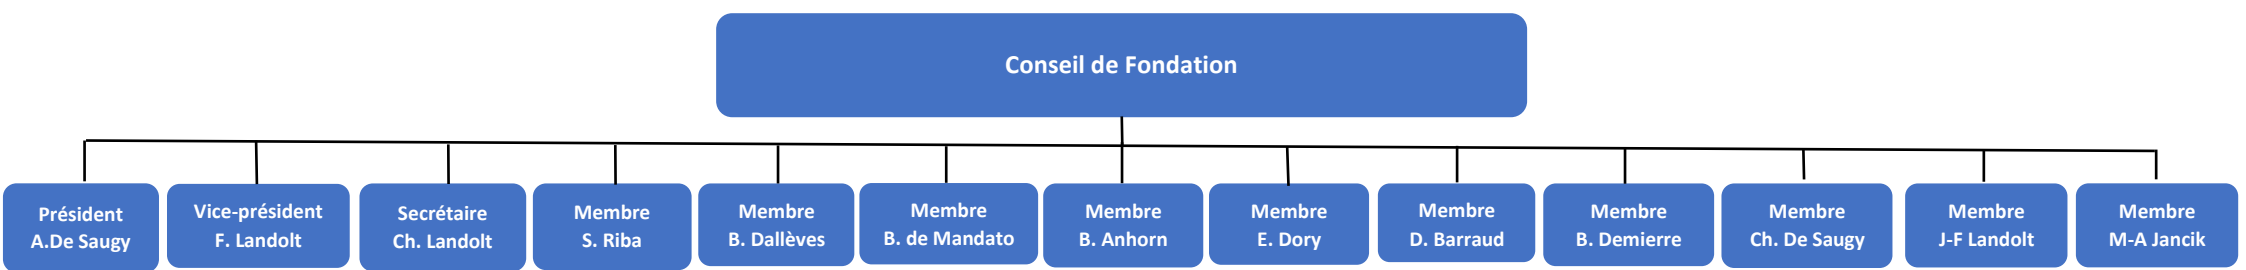 Conseil de Fondation
Président
A.De Saugy
Vice-président
F. Landolt
Secrétaire
Ch. Landolt
Membre
S. Riba
Membre
B. Dallèves
Membre
B. de Mandato
Membre
B. Anhorn
Membre
E. Dory
Membre
D. Barraud
Membre
B. Demierre
Membre
Ch. De Saugy
Membre
J-F Landolt
Membre
M-A Jancik